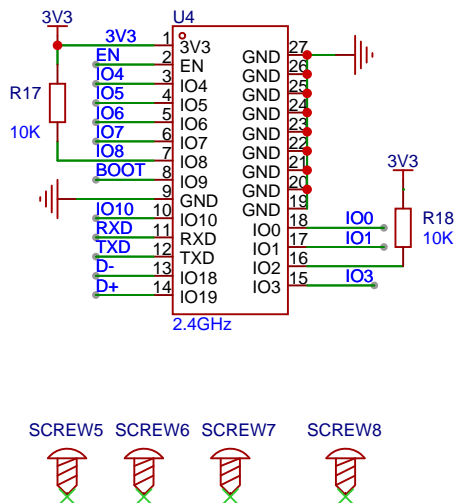 3V3 U4
3V3 1 3V3 GND 27
EN 2 EN GND 26
IO4 3 IO4 GND 25
R17 IO5 4 IO5 GND 24
IO6 5 IO6 GND 23
10K IO7 6 IO7 GND 22
IO8 7 IO8 GND 21 3V3
BOOT 8 IO9 GND 20
9 GND GND 19
IO10 10 IO10 IO0 18 IO0 R18
RXD 11 RXD IO1 17 IO1 10K
TXD 12 TXD IO2 16
D- 13 IO18 IO3 15 IO3
D+ 14 IO19
2.4GHz
SCREW5 SCREW6 SCREW7 SCREW8